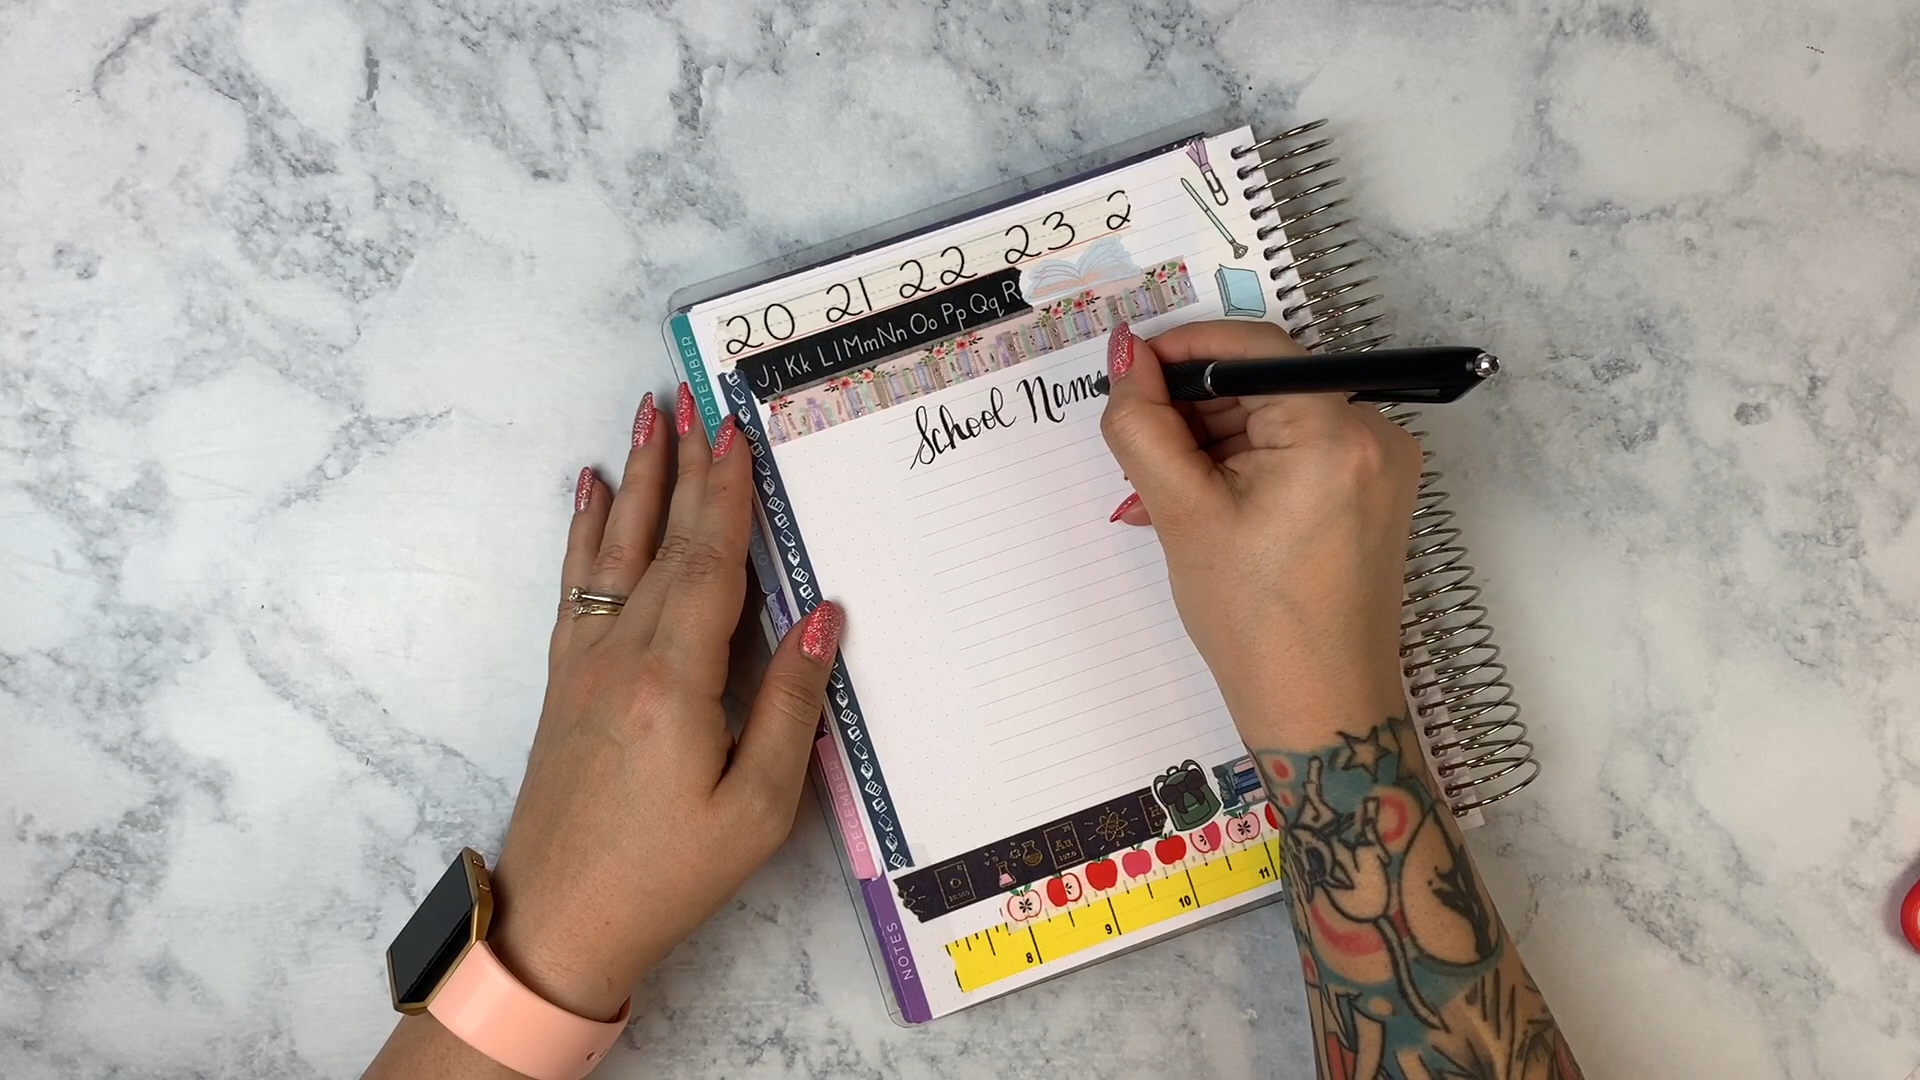 20 21 22 23 2
Jj Kk Ll Mm Nn Oo Pp Qq R
School Name
SEPTEMBER
DECEMBER
NOTES
Au
8 9 10 11